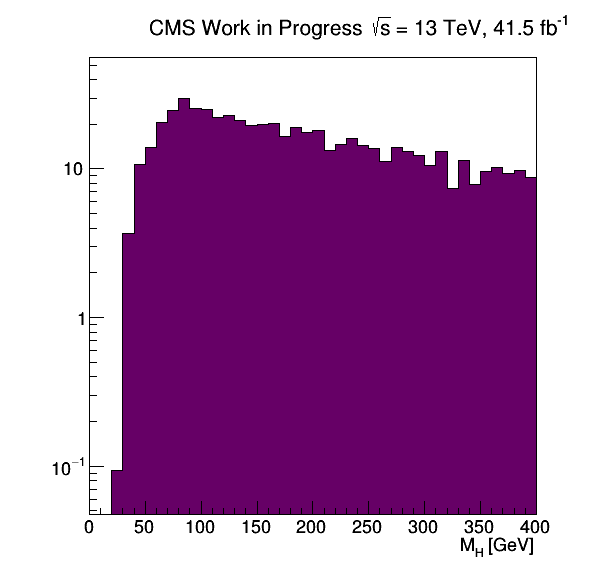 CMS Work in Progress √s = 13 TeV, 41.5 fb⁻¹
10
1
10⁻¹
0 50 100 150 200 250 300 350 400
M_H [GeV]